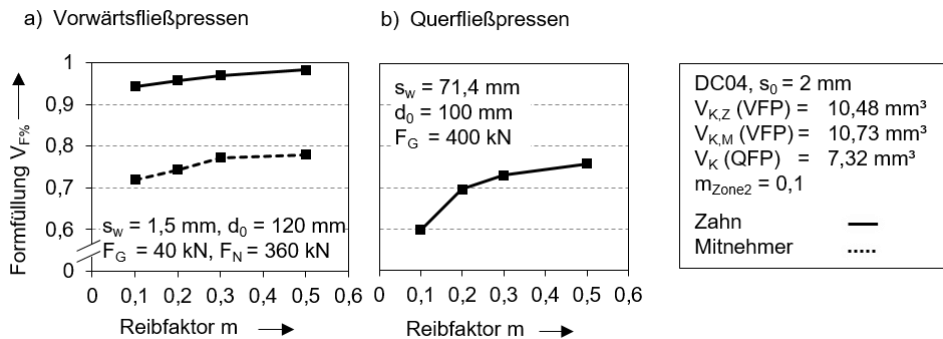 a) Vorwärtsfließpressen
b) Querfließpressen
Formfüllung V_F%
1
0,9
0,8
0,7
0,6
0
s_w = 1,5 mm, d_0 = 120 mm
F_G = 40 kN, F_N = 360 kN
0 0,1 0,2 0,3 0,4 0,5 0,6
Reibfaktor m
s_w = 71,4 mm
d_0 = 100 mm
F_G = 400 kN
0 0,1 0,2 0,3 0,4 0,5 0,6
Reibfaktor m
DC04, s_0 = 2 mm
V_K,Z (VFP) = 10,48 mm³
V_K,M (VFP) = 10,73 mm³
V_K (QFP) = 7,32 mm³
m_Zone2 = 0,1
Zahn
Mitnehmer